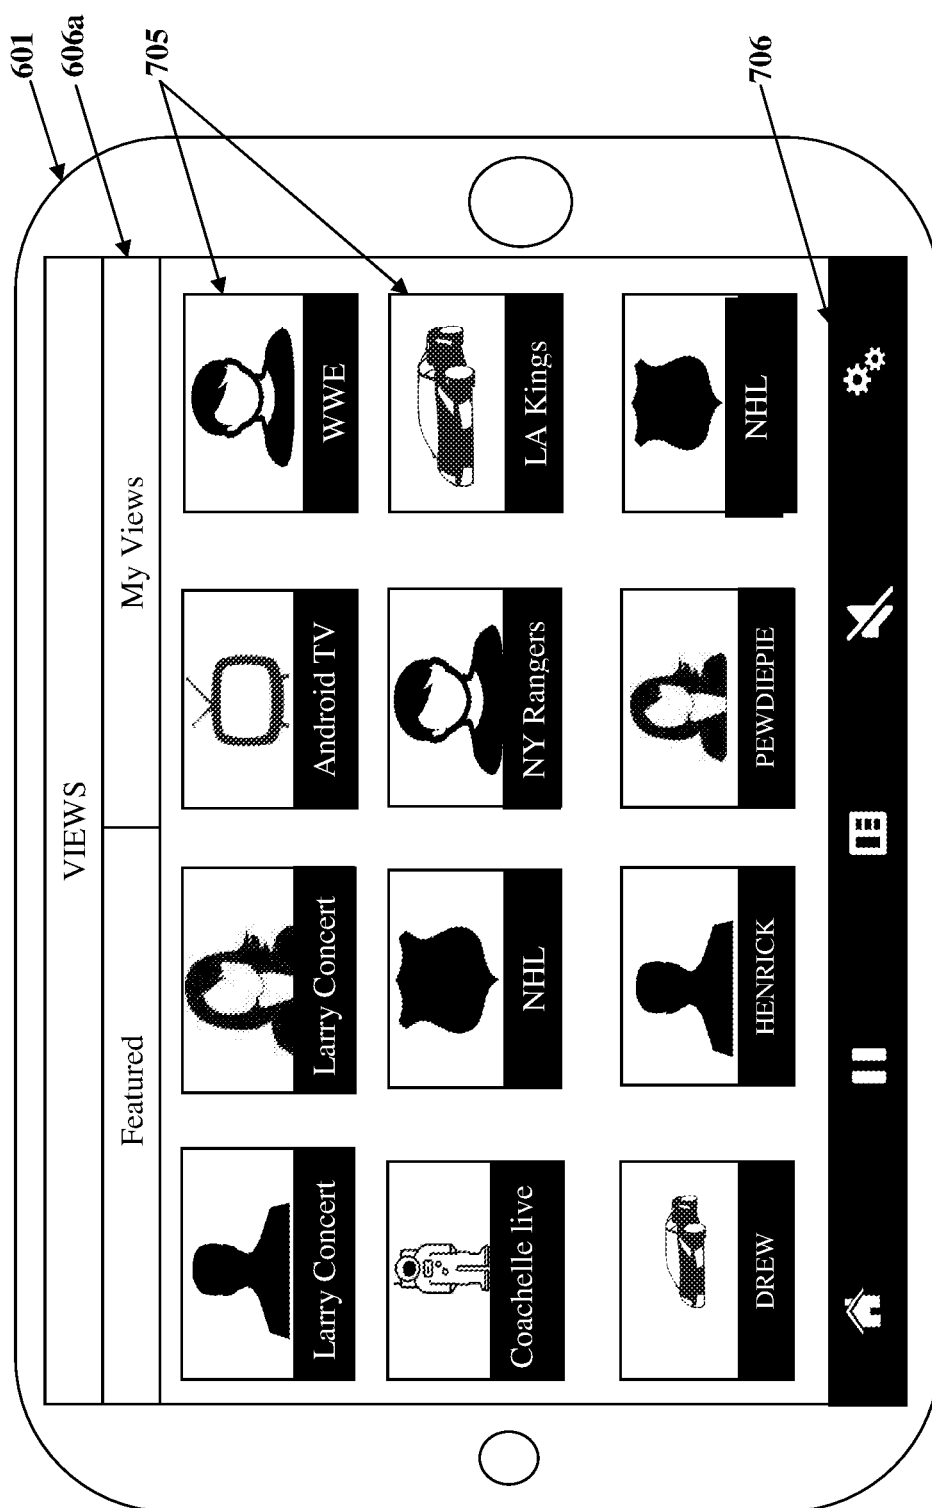 VIEWS
Featured
My Views
Larry Concert
Larry Concert
Android TV
WWE
Coachelle live
NHL
NY Rangers
LA Kings
DREW
HENRICK
PEWDIEPIE
NHL
601
606a
705
706